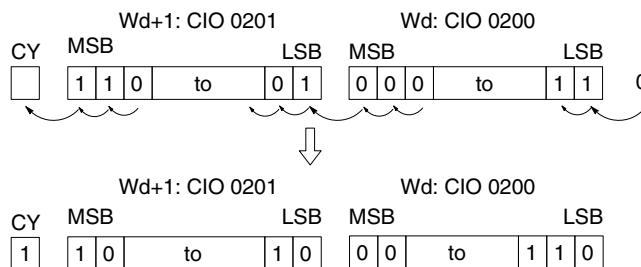 Wd+1: CIO 0201 Wd: CIO 0200
CY MSB LSB MSB LSB
1 1 0 to 0 1 0 0 0 to 1 1 0
Wd+1: CIO 0201 Wd: CIO 0200
CY MSB LSB MSB LSB
1 1 0 to 1 0 0 0 to 1 1 0